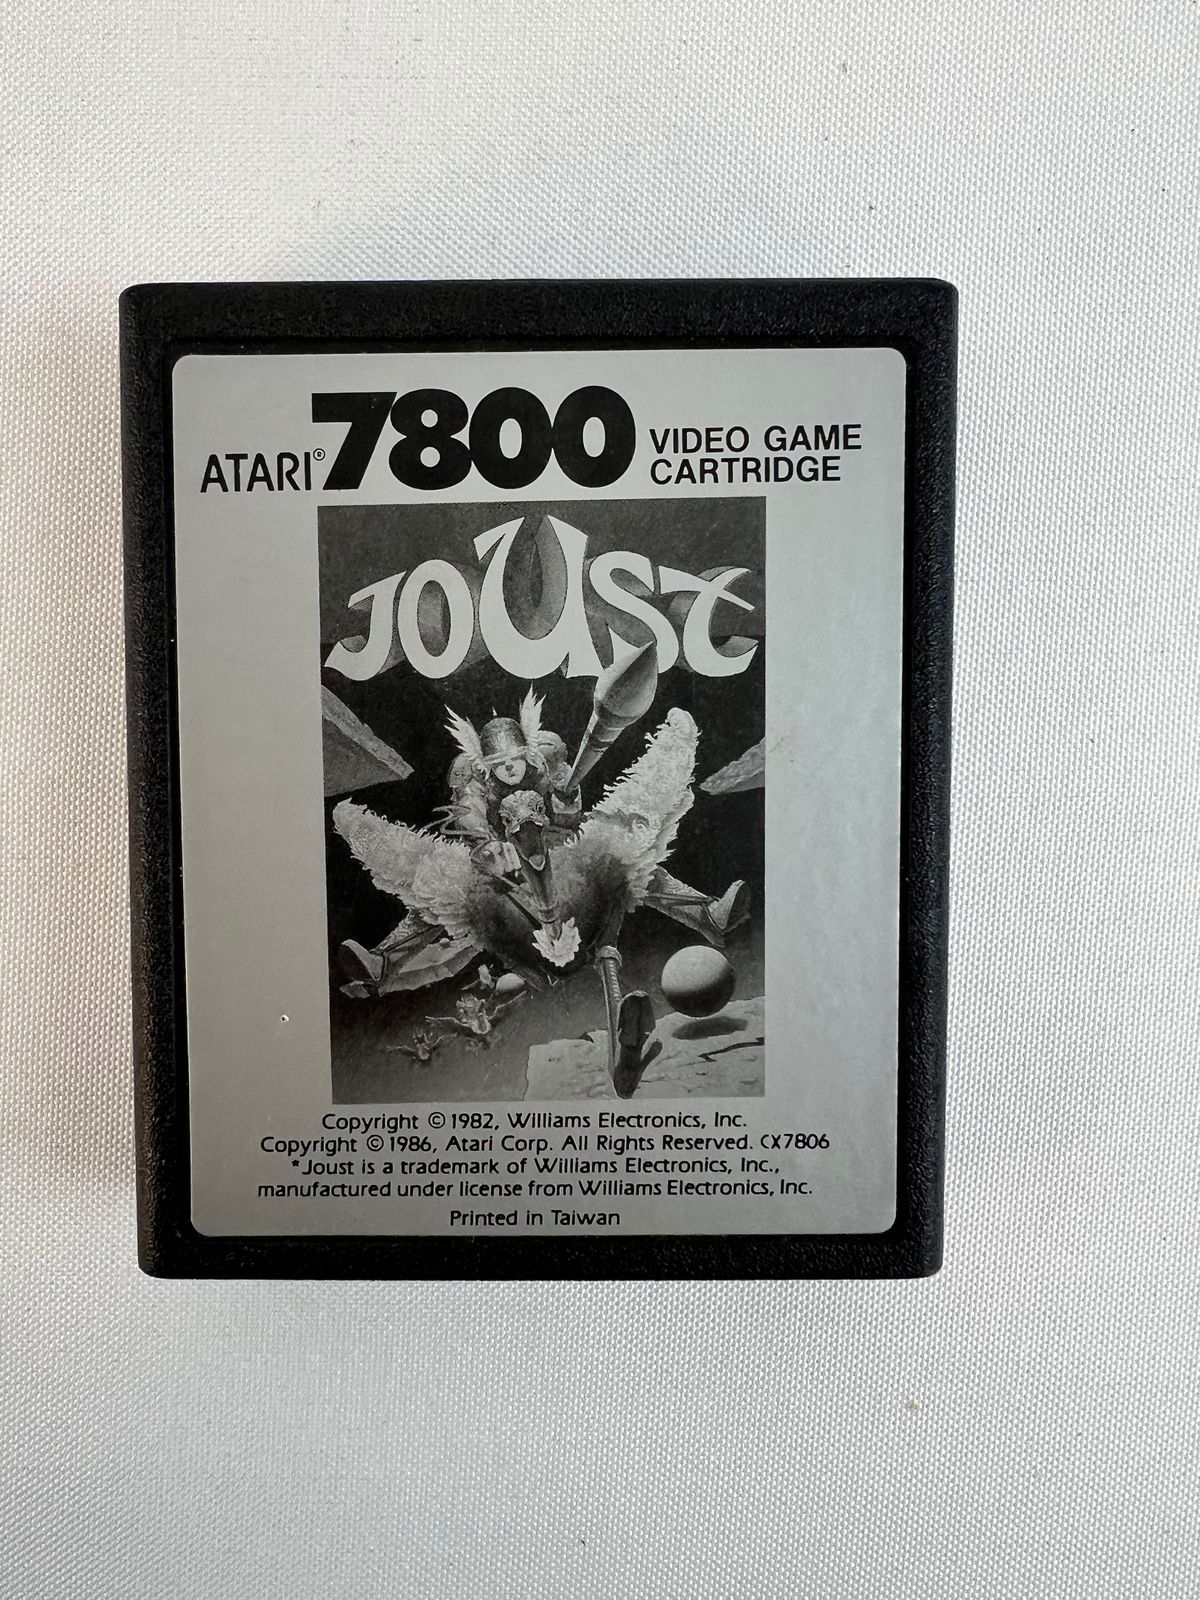 ATARI® 7800 VIDEO GAME
CARTRIDGE
JOUST
Copyright © 1982, Williams Electronics, Inc.
Copyright © 1986, Atari Corp. All Rights Reserved. CX7806
*Joust is a trademark of Williams Electronics, Inc.,
manufactured under license from Williams Electronics, Inc.
Printed in Taiwan